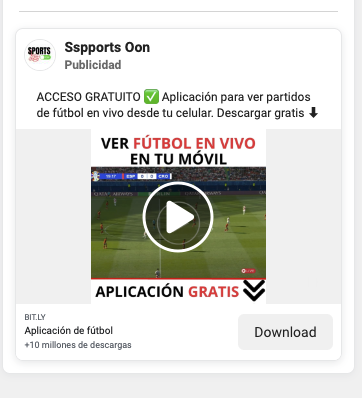 SPORTS
Sspports Oon
Publicidad
ACCESO GRATUITO ✅ Aplicación para ver partidos
de fútbol en vivo desde tu celular. Descargar gratis ⬇
VER FÚTBOL EN VIVO
EN TU MÓVIL
ESP 0 0 CRO
APLICACIÓN GRATIS
BIT.LY
Aplicación de fútbol
+10 millones de descargas
Download